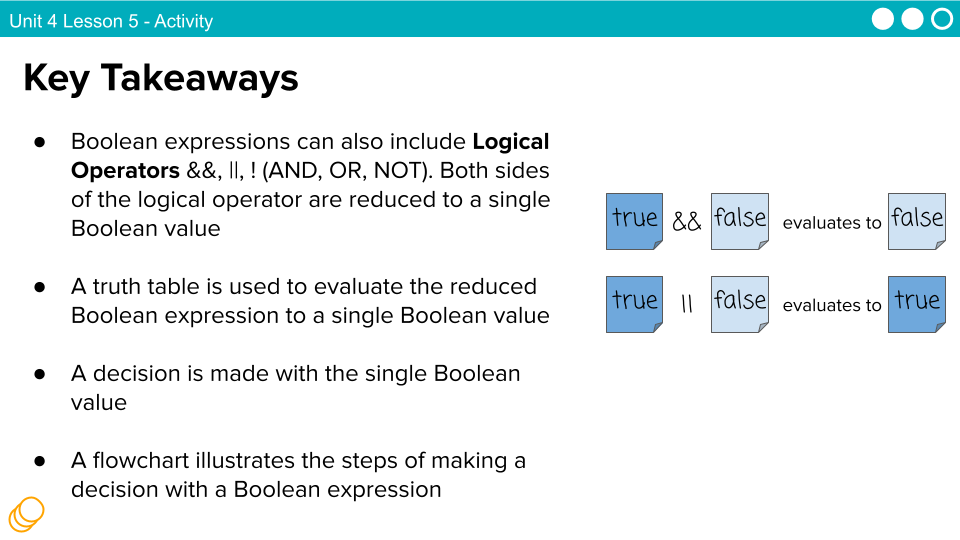 Unit 4 Lesson 5 - Activity
Key Takeaways
● Boolean expressions can also include Logical
Operators &&, ||, ! (AND, OR, NOT). Both sides
of the logical operator are reduced to a single
Boolean value
● A truth table is used to evaluate the reduced
Boolean expression to a single Boolean value
● A decision is made with the single Boolean
value
● A flowchart illustrates the steps of making a
decision with a Boolean expression
true && false evaluates to false
true || false evaluates to true